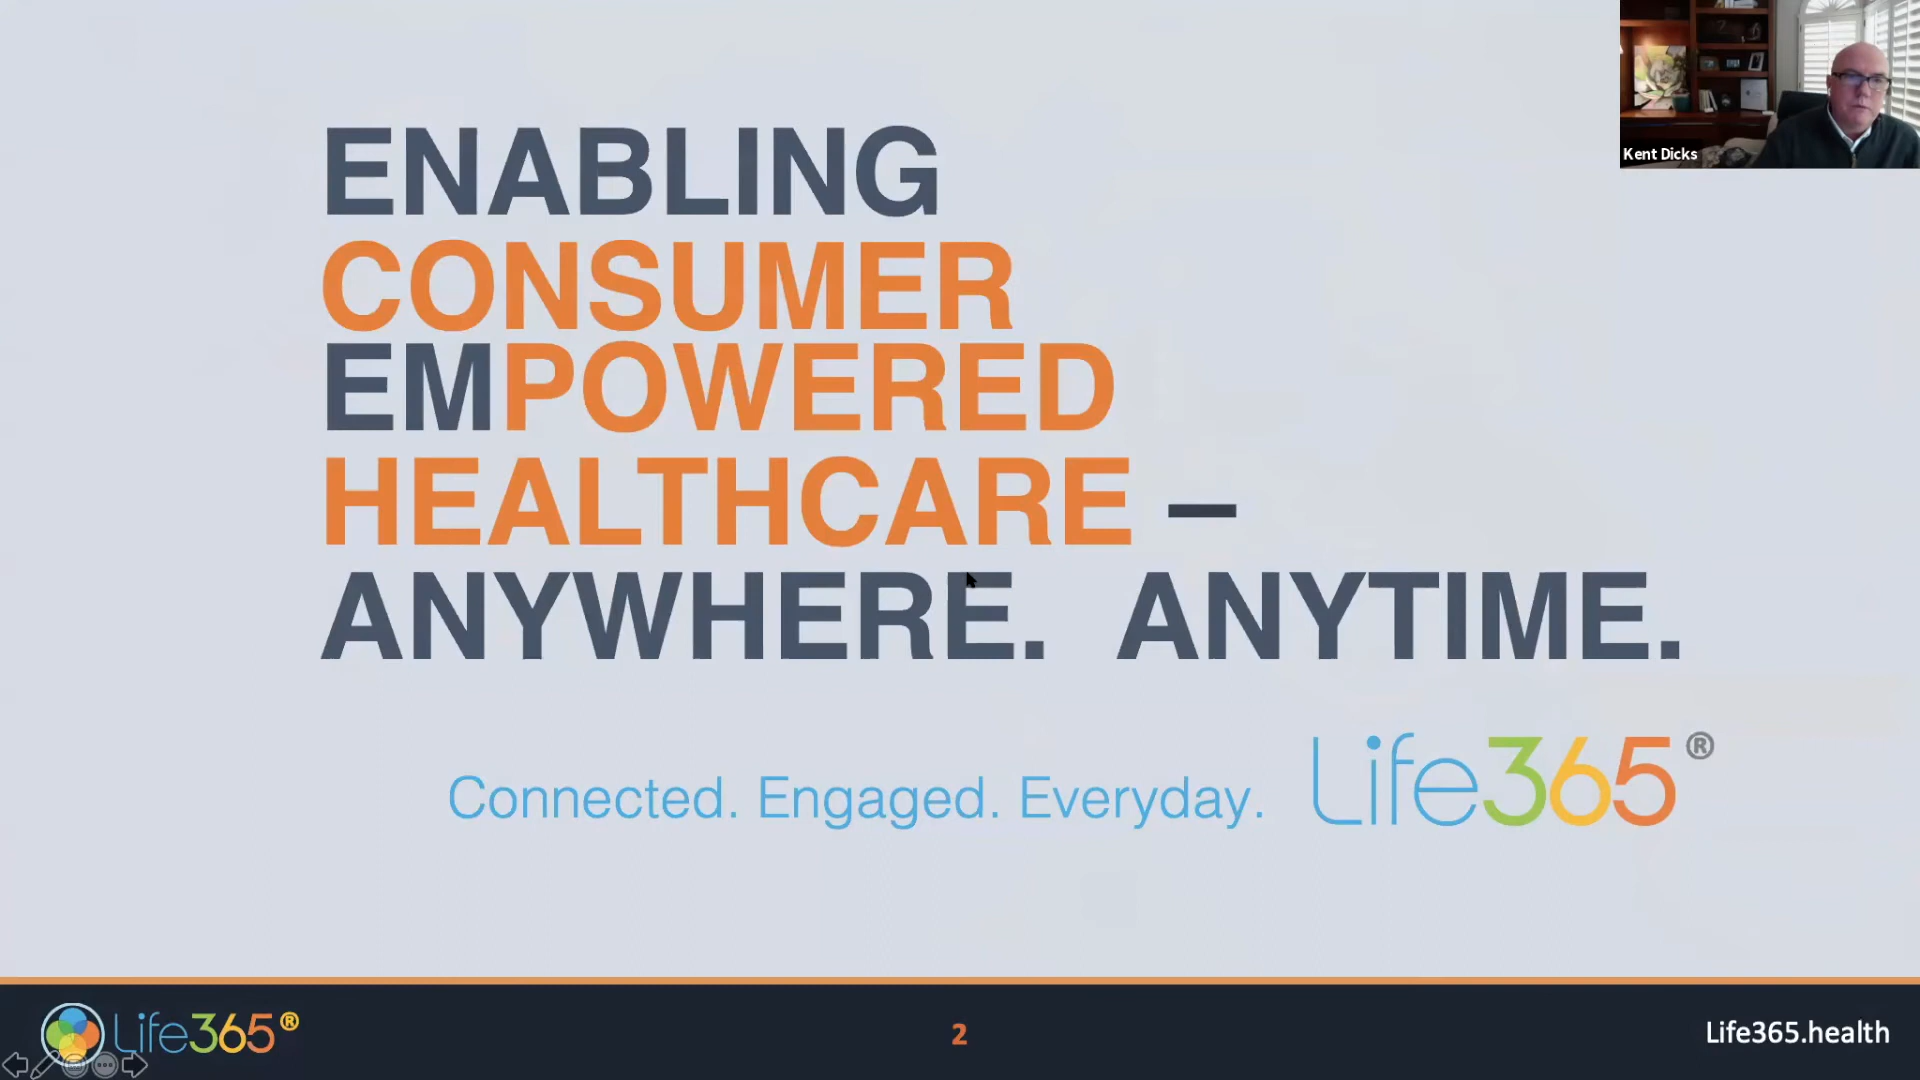 Kent Dicks
ENABLING
CONSUMER
EMPOWERED
HEALTHCARE –
ANYWHERE. ANYTIME.
Connected. Engaged. Everyday. Life365®
Life365®
2
Life365.health